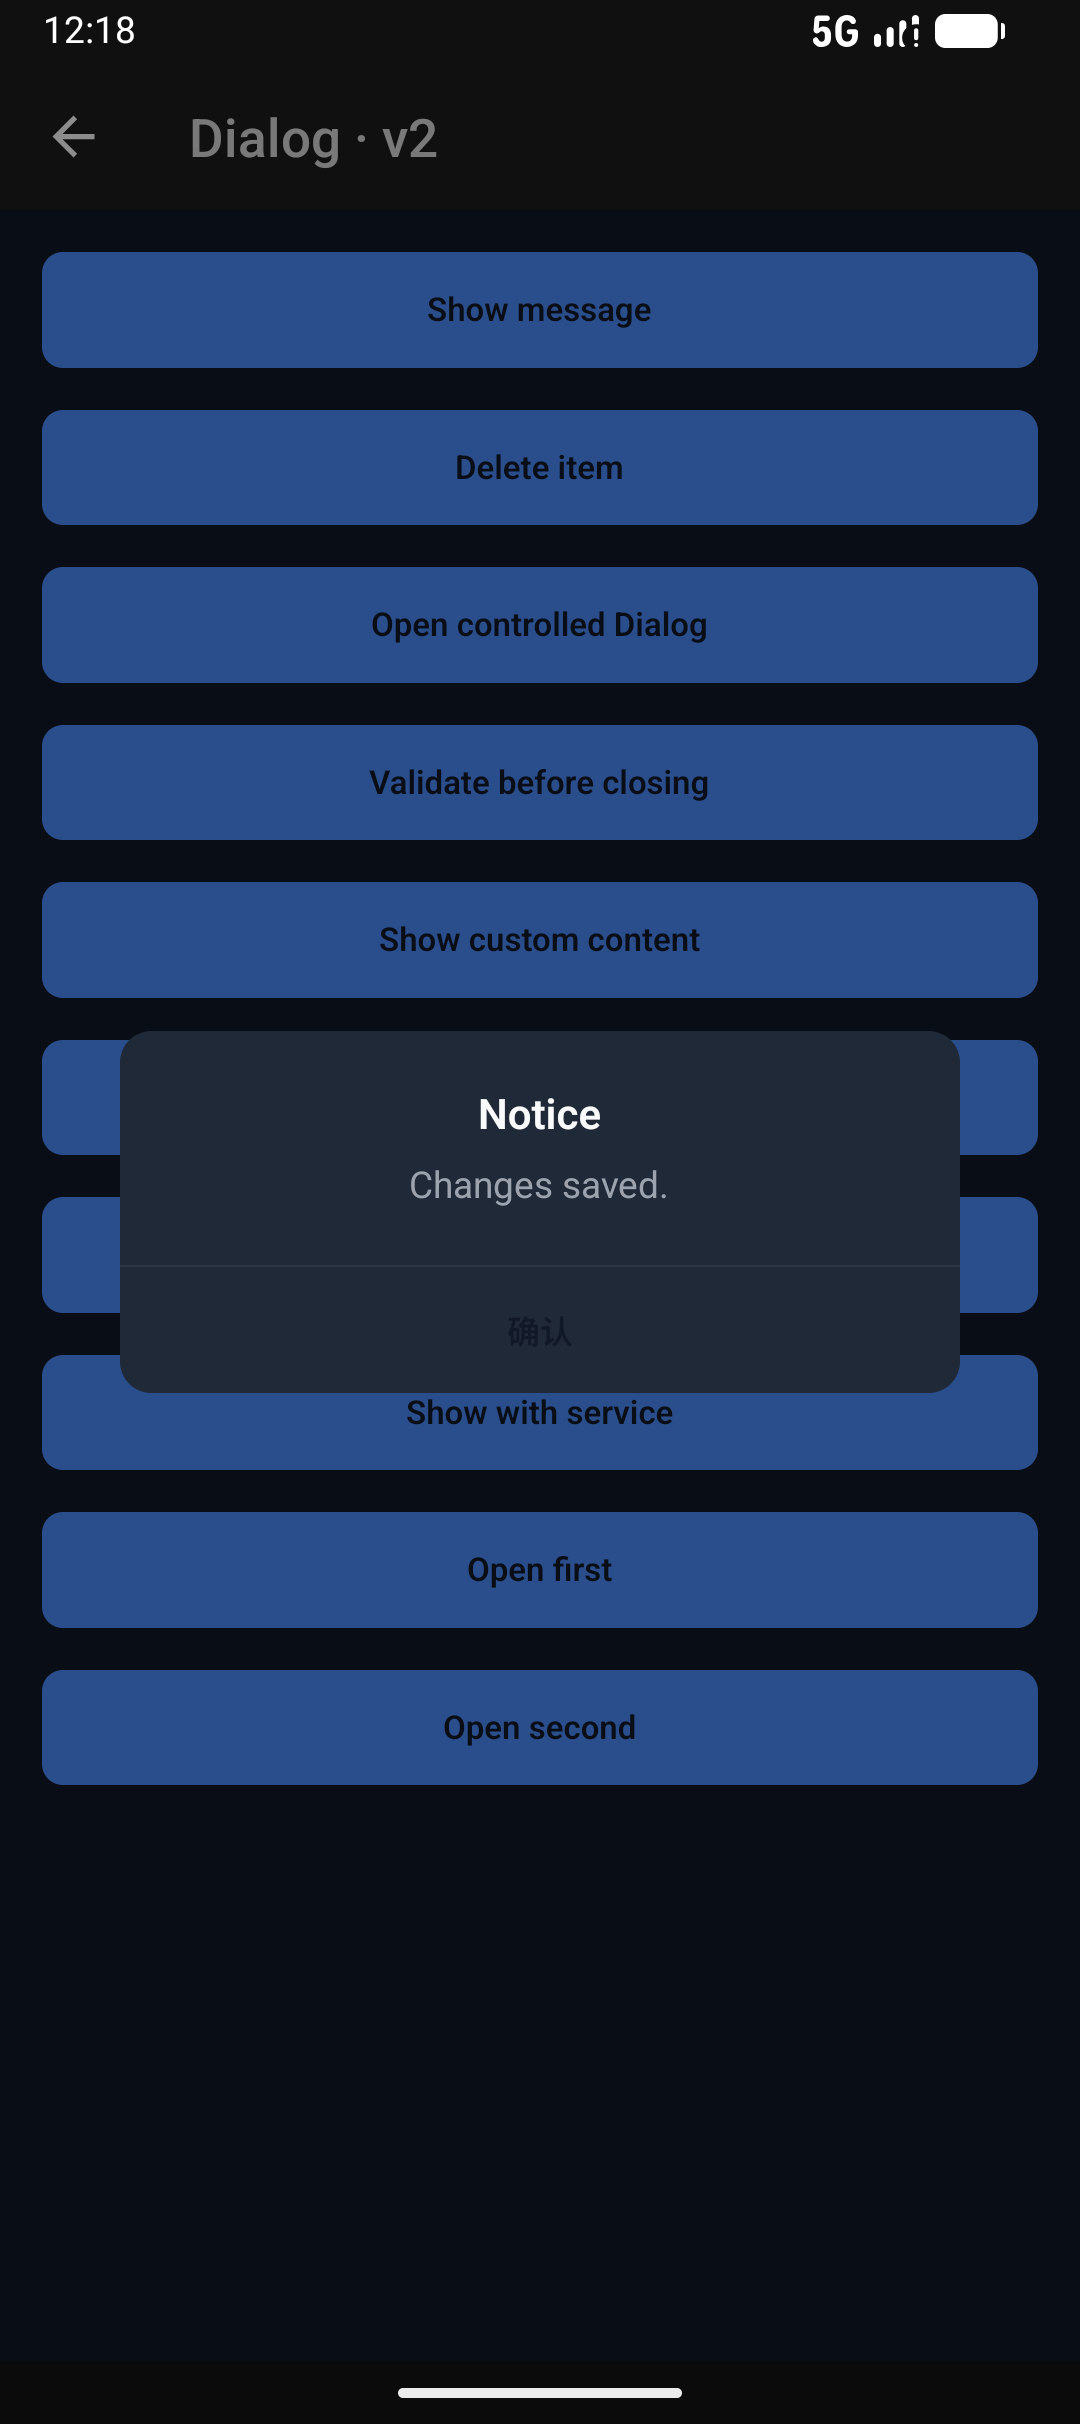 12:18
5G
Dialog · v2
Show message
Delete item
Open controlled Dialog
Validate before closing
Show custom content
Notice
Changes saved.
确认
Show with service
Open first
Open second